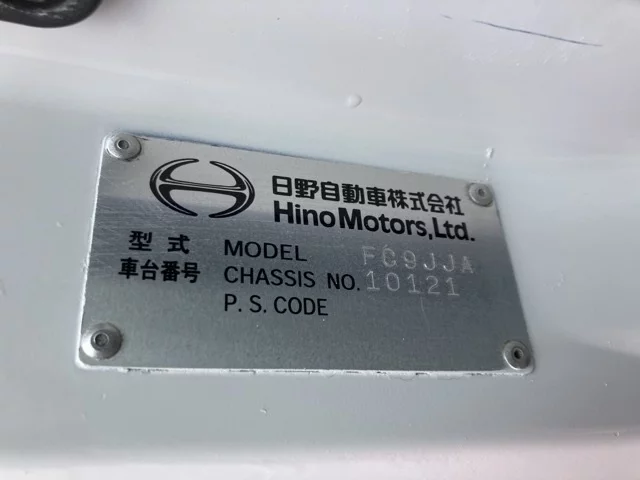 日野自動車株式会社
Hino Motors, Ltd.
型式 MODEL FC9JJA
車台番号 CHASSIS NO. 10121
P. S. CODE